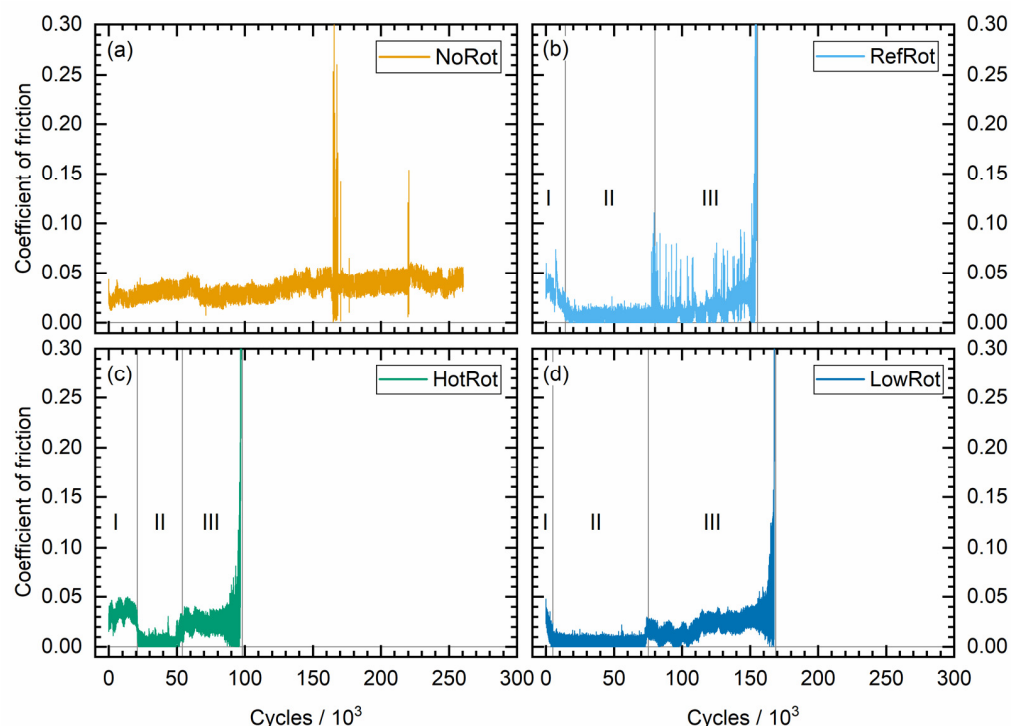 0.30
(a)
NoRot
0.25
0.20
0.15
0.10
0.05
0.00
Coefficient of friction
(b)
RefRot
0.30
0.25
0.20
0.15
0.10
0.05
0.00
I
II
III
0.30
(c)
HotRot
0.25
0.20
0.15
0.10
0.05
0.00
Coefficient of friction
I
II
III
0 50 100 150 200 250 300
Cycles / 10³
(d)
LowRot
0.30
0.25
0.20
0.15
0.10
0.05
0.00
I
II
III
0 50 100 150 200 250 300
Cycles / 10³